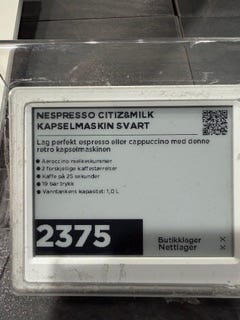 NESPRESSO CITIZ&MILK
KAPSELMASKIN SVART
Lag perfekt espresso eller cappuccino med denne
retro kapselmaskinen
• Aeroccino melkeskummer
• 2 forskjellige kaffestørrelser
• Kaffe på 25 sekunder
• 19 bar trykk
• Vanntankens kapasitet: 1,0 L
2375
Butikklager X
Nettlager X